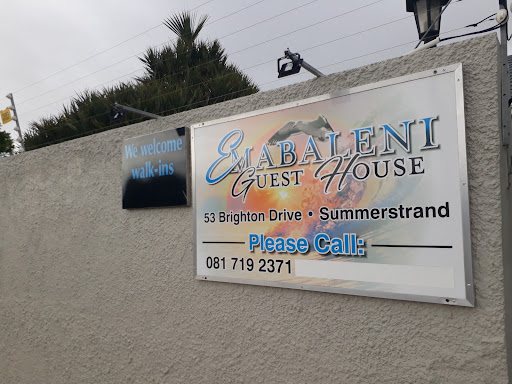 We welcome
walk-ins
EMABALENI
GUEST HOUSE
53 Brighton Drive • Summerstrand
Please Call:
081 719 2371